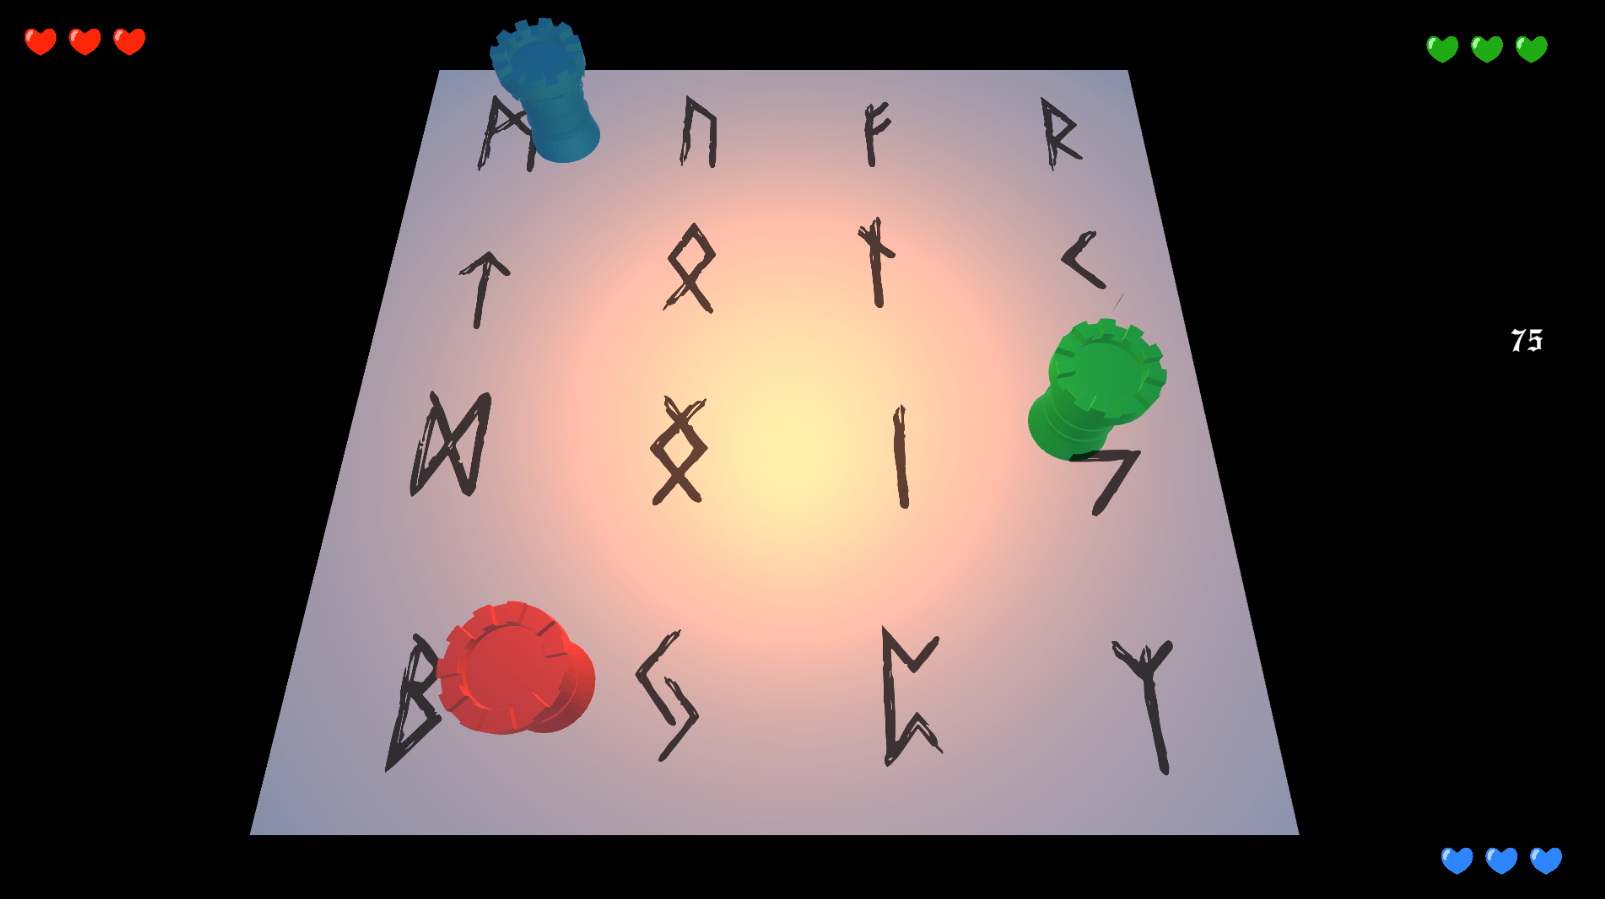 ᛗ ᚢ ᚠ ᚱ
ᛏ ᛟ ᚾ ᚲ
75
ᛞ ᛝ ᛁ
ᛒ ᛃ ᛈ ᛉ